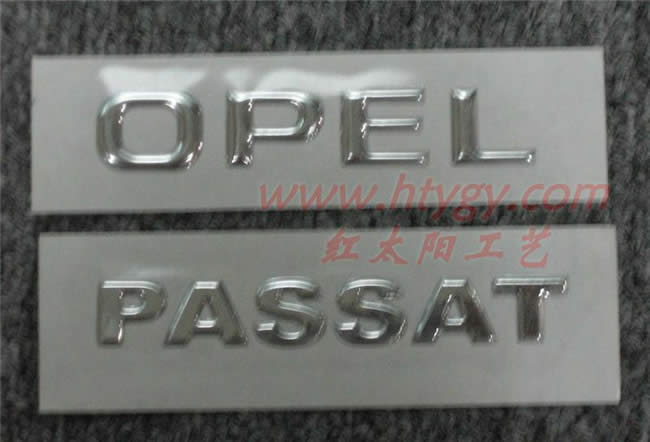 OPEL
www.htygy.com
红太阳工艺
PASSAT